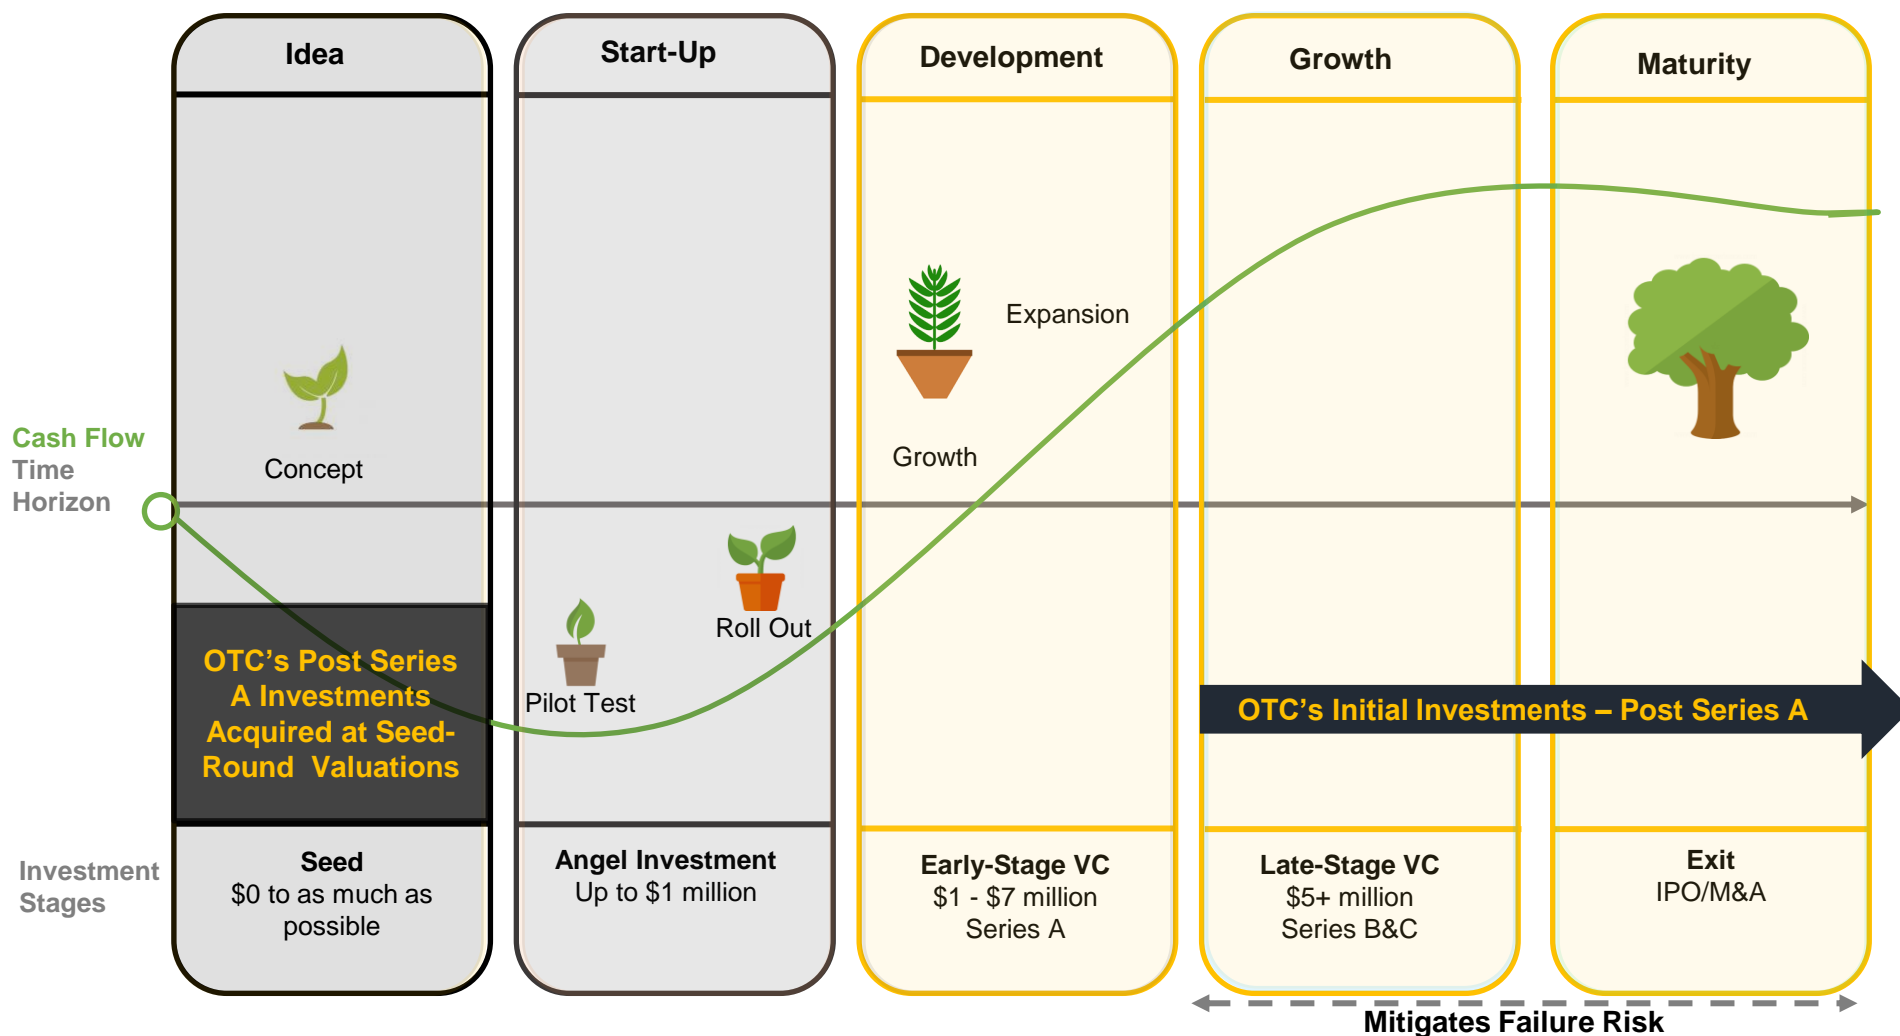 Idea
Start-Up
Development
Growth
Maturity
Expansion
Cash Flow
Time
Horizon
Concept
Growth
Roll Out
Pilot Test
OTC's Post Series
A Investments
Acquired at Seed-
Round Valuations
OTC's Initial Investments – Post Series A
Investment
Stages
Seed
$0 to as much as
possible
Angel Investment
Up to $1 million
Early-Stage VC
$1 - $7 million
Series A
Late-Stage VC
$5+ million
Series B&C
Exit
IPO/M&A
Mitigates Failure Risk